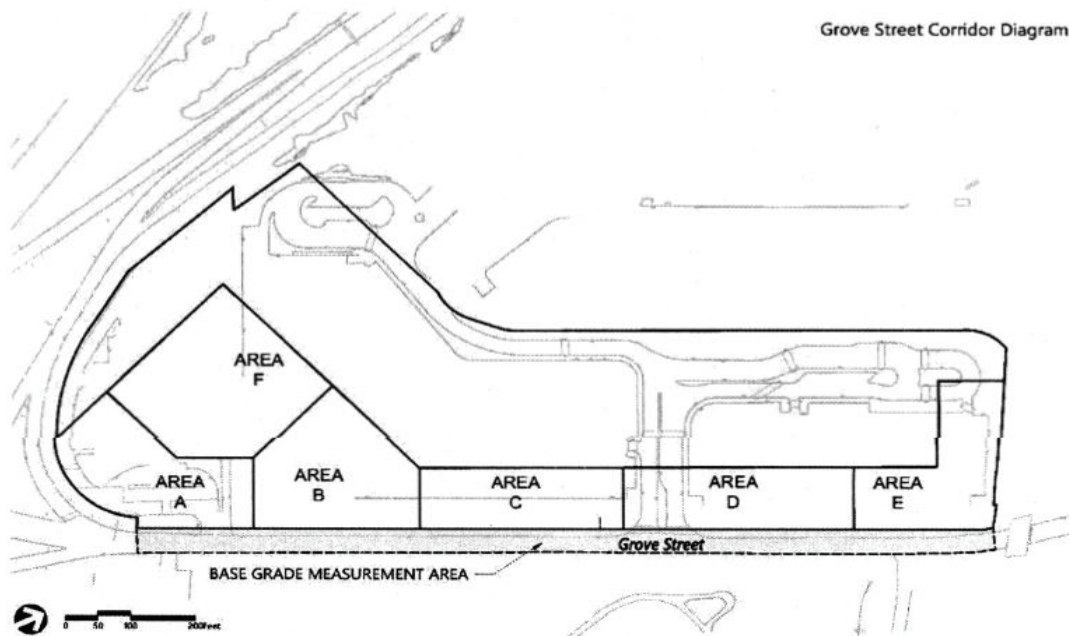 Grove Street Corridor Diagram
AREA
F
AREA
A
AREA
B
AREA
C
AREA
D
AREA
E
Grove Street
BASE GRADE MEASUREMENT AREA
0 50 100 200Feet